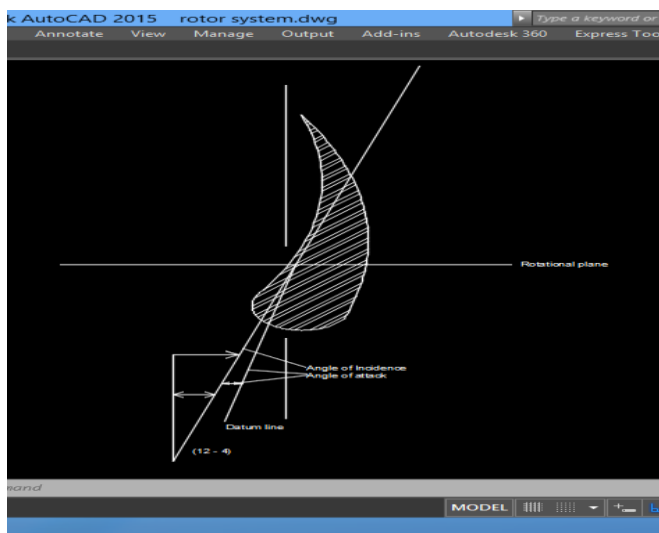 k AutoCAD 2015 rotor system.dwg Type a keyword or
Annotate View Manage Output Add-ins Autodesk 360 Express Too
Rotational plane
Angle of Incidence
Angle of attack
Datum line
(12 - 4)
mand
MODEL